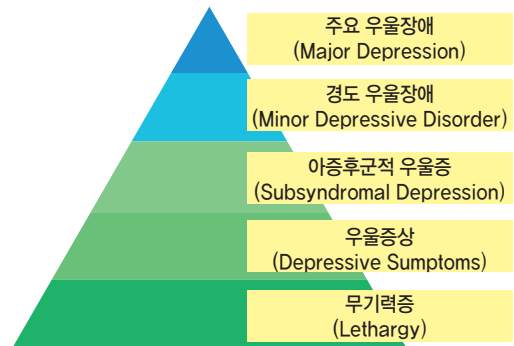 주요 우울장애
(Major Depression)
경도 우울장애
(Minor Depressive Disorder)
아증후군적 우울증
(Subsyndromal Depression)
우울증상
(Depressive Sumptoms)
무기력증
(Lethargy)